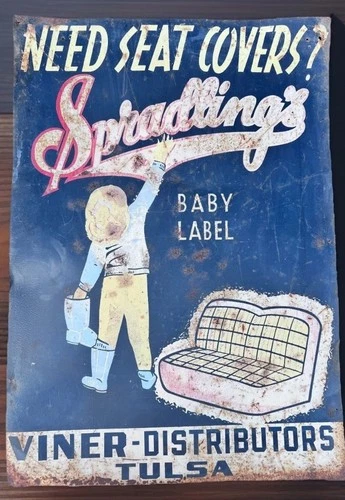 NEED SEAT COVERS?
Spradling's
BABY
LABEL
VINER-DISTRIBUTORS
TULSA